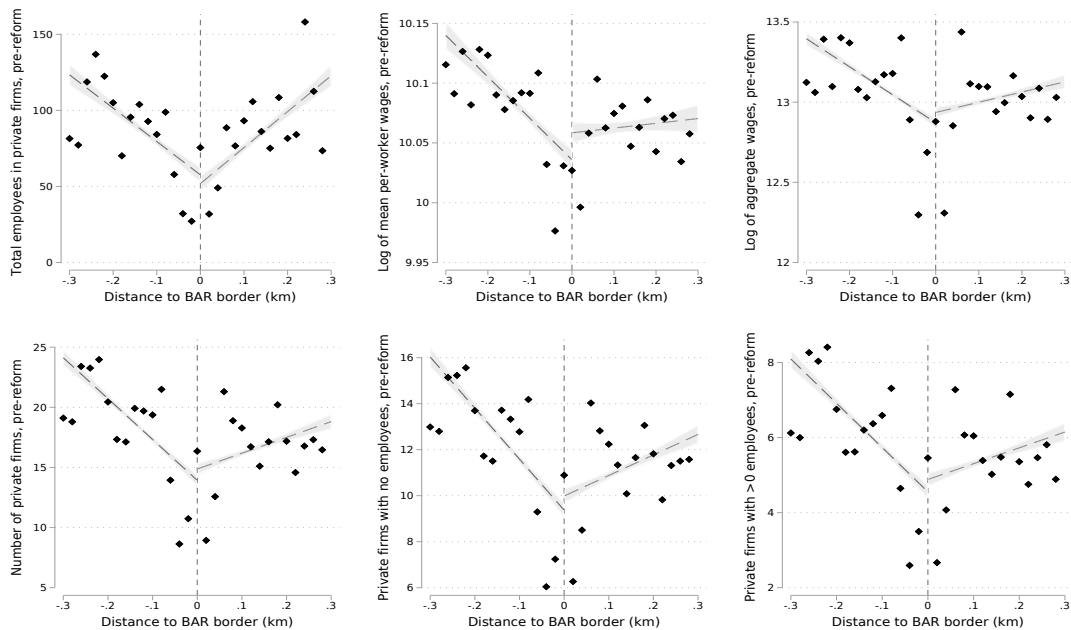 Total employees in private firms, pre-reform
150
100
50
0
-.3 -.2 -.1 0 .1 .2 .3
Distance to BAR border (km)
Log of mean per-worker wages, pre-reform
10.15
10.1
10.05
10
9.95
-.3 -.2 -.1 0 .1 .2 .3
Distance to BAR border (km)
Log of aggregate wages, pre-reform
13.5
13
12.5
12
-.3 -.2 -.1 0 .1 .2 .3
Distance to BAR border (km)
Number of private firms, pre-reform
25
20
15
10
5
-.3 -.2 -.1 0 .1 .2 .3
Distance to BAR border (km)
Private firms with no employees, pre-reform
16
14
12
10
8
6
-.3 -.2 -.1 0 .1 .2 .3
Distance to BAR border (km)
Private firms with >0 employees, pre-reform
8
6
4
2
-.3 -.2 -.1 0 .1 .2 .3
Distance to BAR border (km)